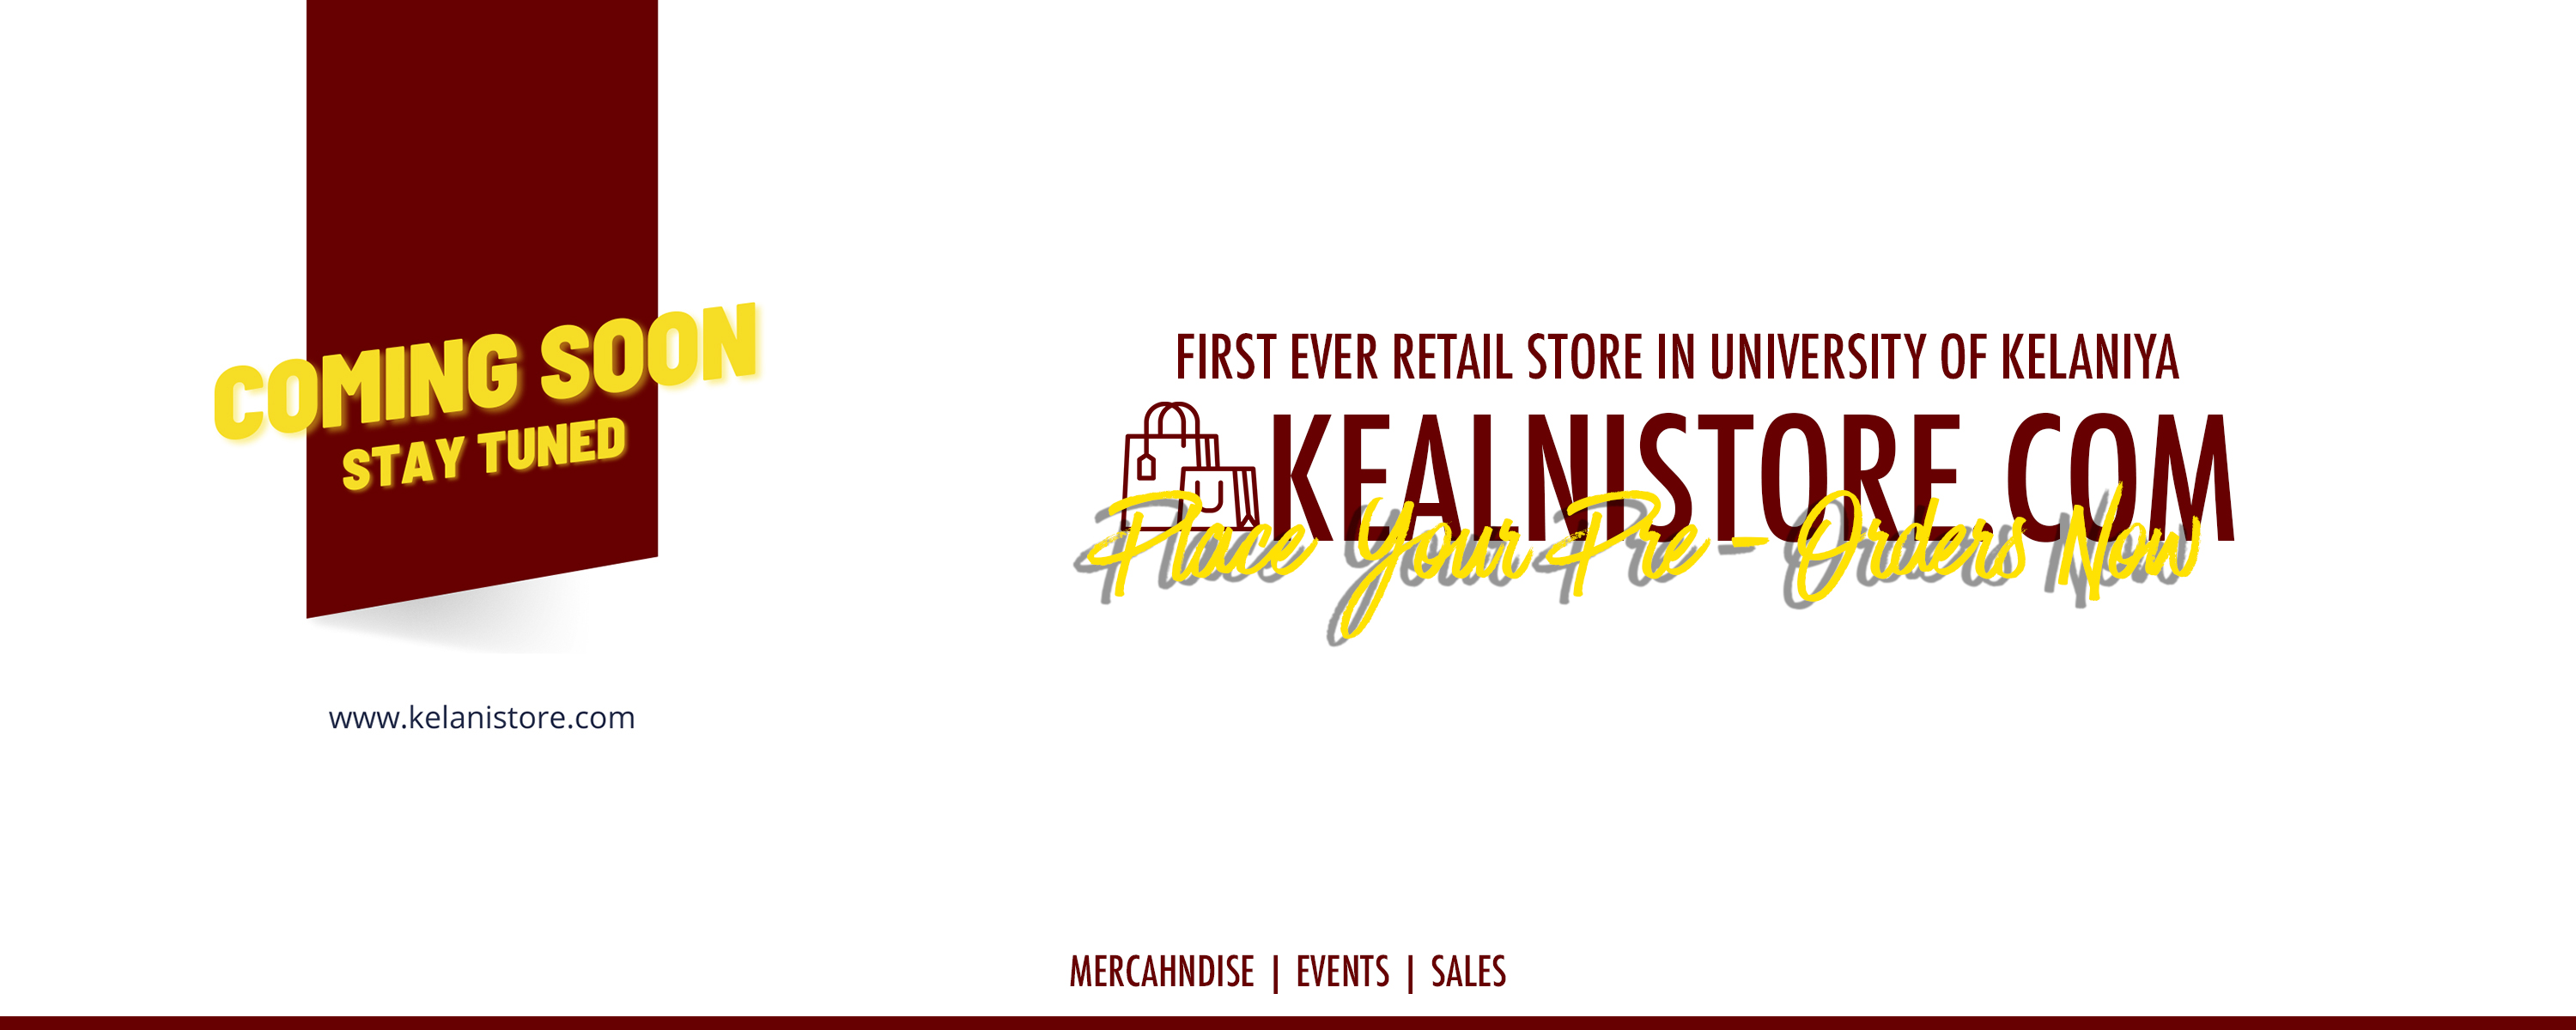 COMING SOON
STAY TUNED
www.kelanistore.com
FIRST EVER RETAIL STORE IN UNIVERSITY OF KELANIYA
KEALNISTORE.COM
Place Your Pre - Orders Now
MERCAHNDISE | EVENTS | SALES